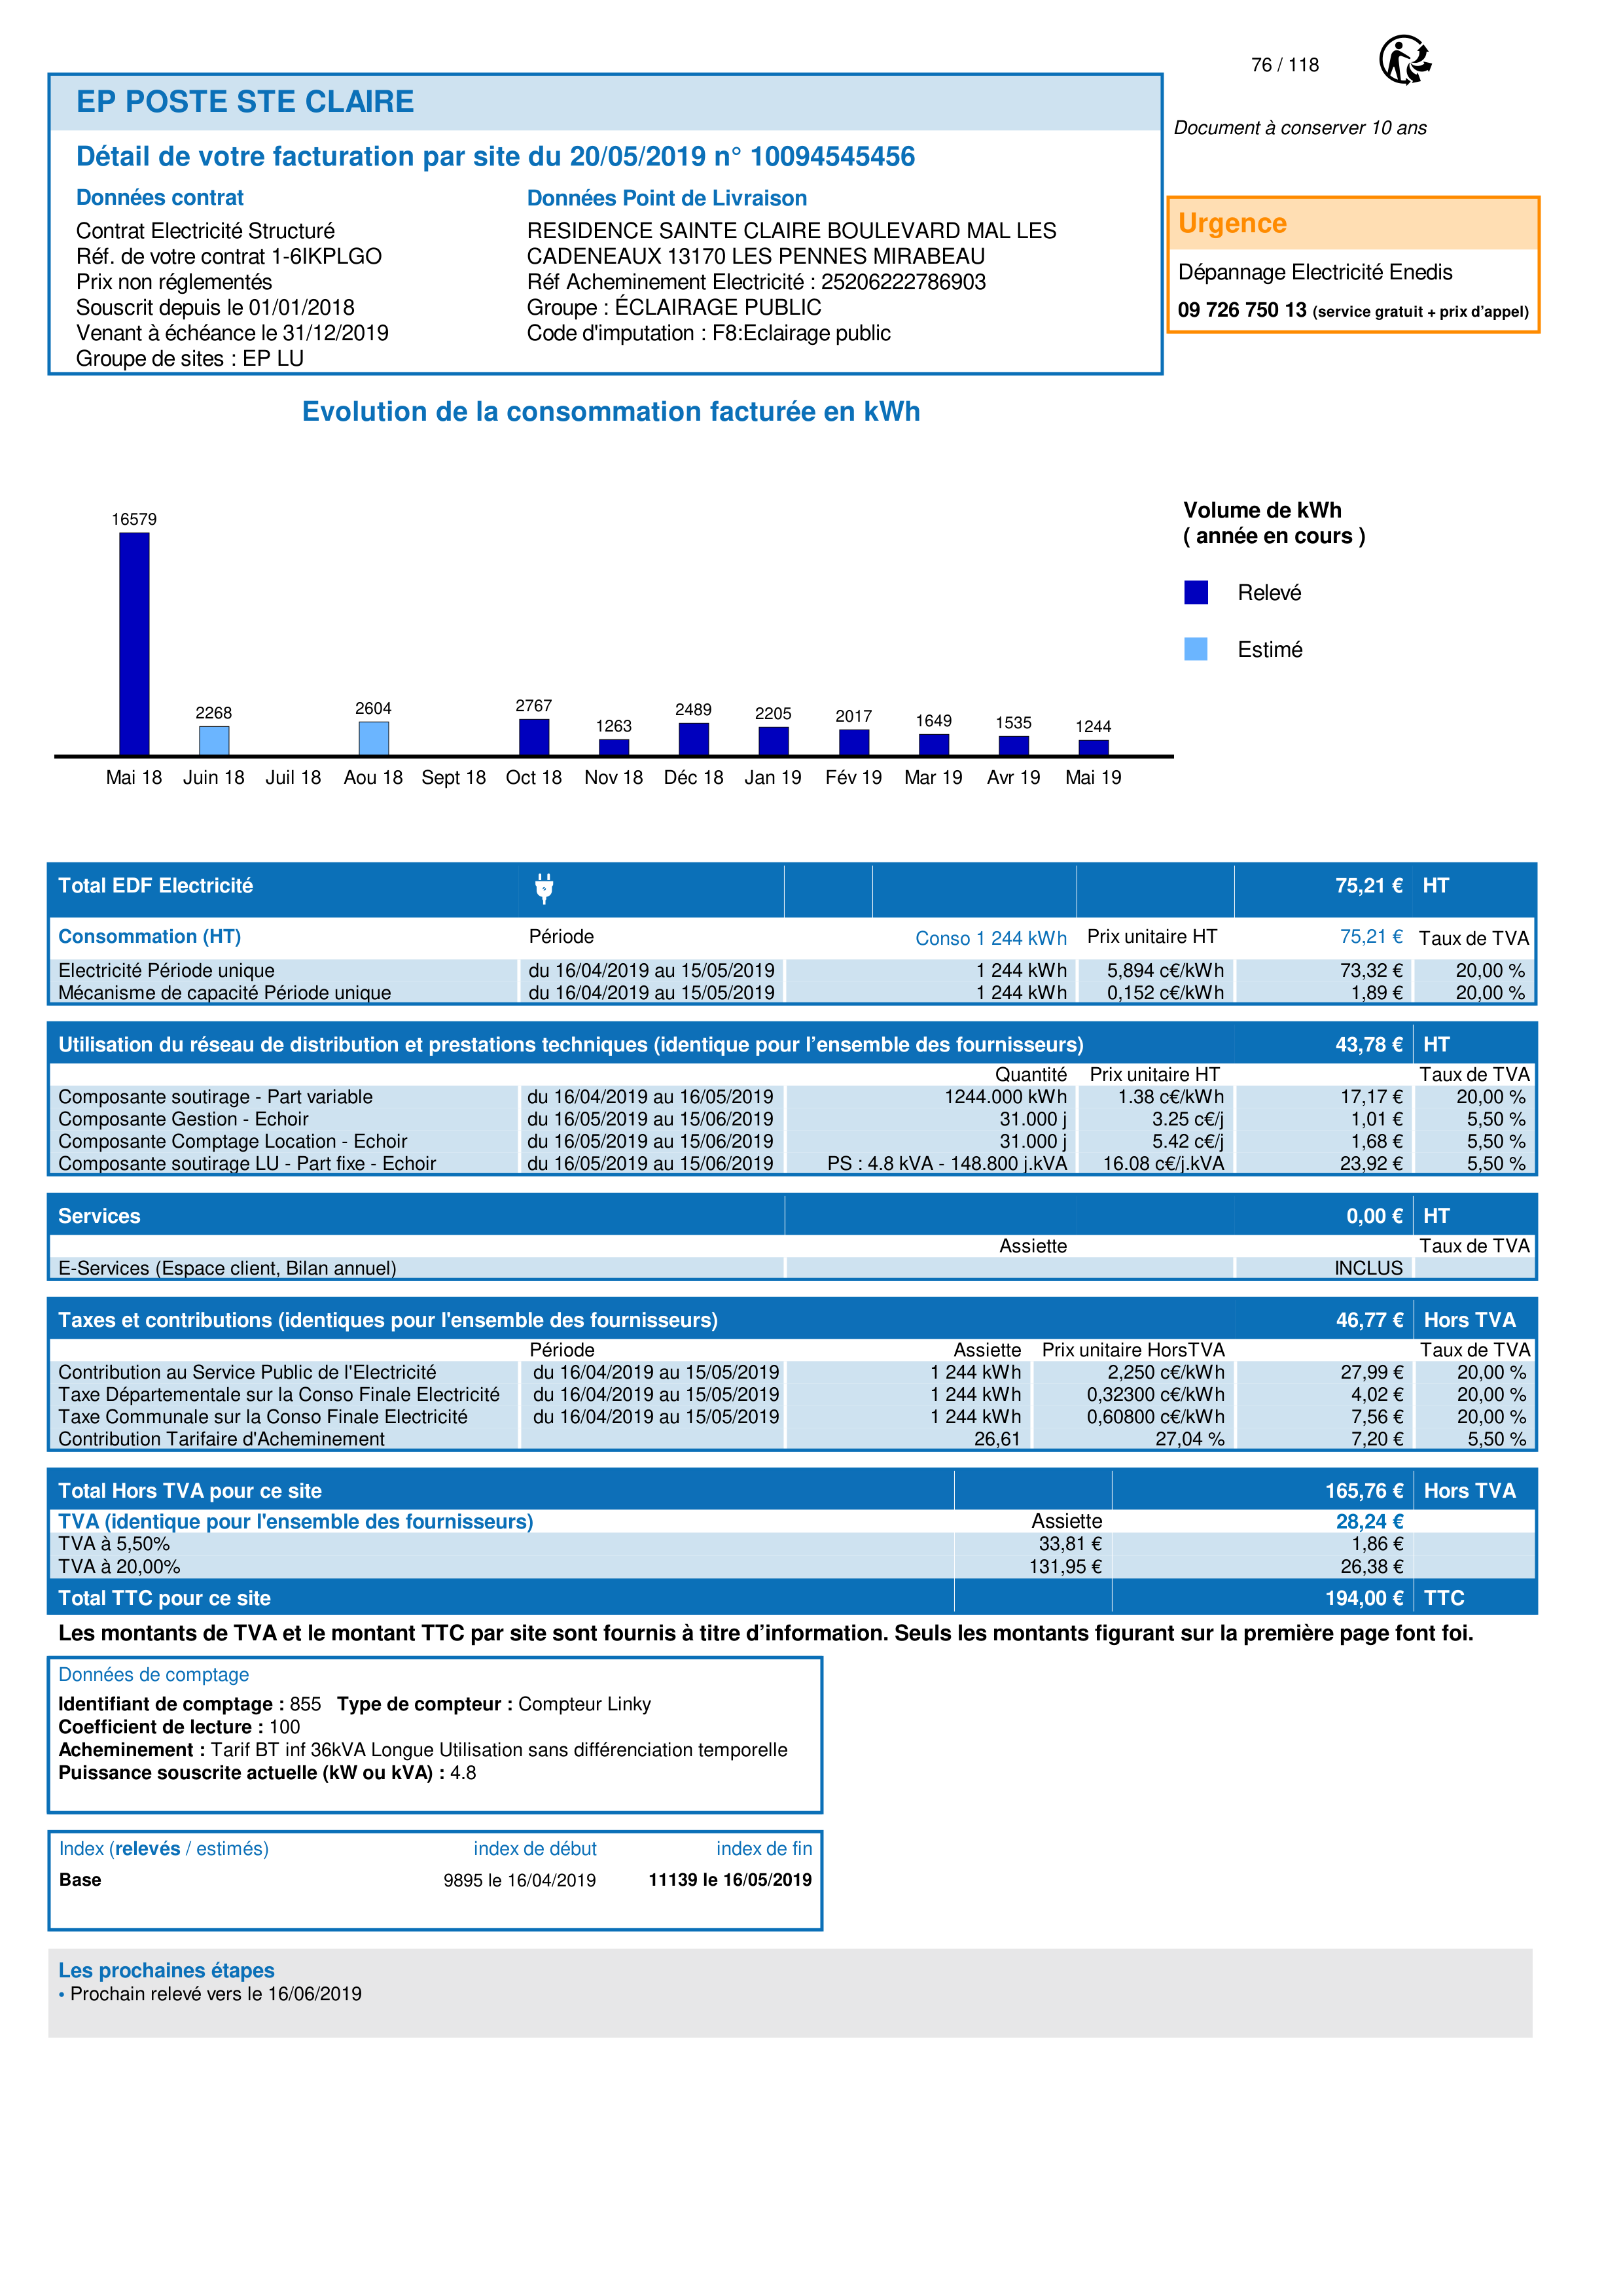 76 / 118
EP POSTE STE CLAIRE
Document à conserver 10 ans
Détail de votre facturation par site du 20/05/2019 n° 10094545456
Données contrat
Contrat Electricité Structuré
Réf. de votre contrat 1-6IKPLGO
Prix non réglementés
Souscrit depuis le 01/01/2018
Venant à échéance le 31/12/2019
Groupe de sites : EP LU
Données Point de Livraison
RESIDENCE SAINTE CLAIRE BOULEVARD MAL LES
CADENEAUX 13170 LES PENNES MIRABEAU
Réf Acheminement Electricité : 25206222786903
Groupe : ÉCLAIRAGE PUBLIC
Code d'imputation : F8:Eclairage public
Urgence
Dépannage Electricité Enedis
09 726 750 13 (service gratuit + prix d’appel)
Evolution de la consommation facturée en kWh
16579 2268 2604 2767 1263 2489 2205 2017 1649 1535 1244
Mai 18 Juin 18 Juil 18 Aou 18 Sept 18 Oct 18 Nov 18 Déc 18 Jan 19 Fév 19 Mar 19 Avr 19 Mai 19
Volume de kWh
( année en cours )
Relevé
Estimé
Total EDF Electricité 75,21 € HT
Consommation (HT) Période Conso 1 244 kWh Prix unitaire HT 75,21 € Taux de TVA
Electricité Période unique du 16/04/2019 au 15/05/2019 1 244 kWh 5,894 c€/kWh 73,32 € 20,00 %
Mécanisme de capacité Période unique du 16/04/2019 au 15/05/2019 1 244 kWh 0,152 c€/kWh 1,89 € 20,00 %
Utilisation du réseau de distribution et prestations techniques (identique pour l’ensemble des fournisseurs) 43,78 € HT
Quantité Prix unitaire HT Taux de TVA
Composante soutirage - Part variable du 16/04/2019 au 16/05/2019 1244.000 kWh 1.38 c€/kWh 17,17 € 20,00 %
Composante Gestion - Echoir du 16/05/2019 au 15/06/2019 31.000 j 3.25 c€/j 1,01 € 5,50 %
Composante Comptage Location - Echoir du 16/05/2019 au 15/06/2019 31.000 j 5.42 c€/j 1,68 € 5,50 %
Composante soutirage LU - Part fixe - Echoir du 16/05/2019 au 15/06/2019 PS : 4.8 kVA - 148.800 j.kVA 16.08 c€/j.kVA 23,92 € 5,50 %
Services 0,00 € HT
Assiette Taux de TVA
E-Services (Espace client, Bilan annuel) INCLUS
Taxes et contributions (identiques pour l'ensemble des fournisseurs) 46,77 € Hors TVA
Période Assiette Prix unitaire HorsTVA Taux de TVA
Contribution au Service Public de l'Electricité du 16/04/2019 au 15/05/2019 1 244 kWh 2,250 c€/kWh 27,99 € 20,00 %
Taxe Départementale sur la Conso Finale Electricité du 16/04/2019 au 15/05/2019 1 244 kWh 0,32300 c€/kWh 4,02 € 20,00 %
Taxe Communale sur la Conso Finale Electricité du 16/04/2019 au 15/05/2019 1 244 kWh 0,60800 c€/kWh 7,56 € 20,00 %
Contribution Tarifaire d'Acheminement 26,61 27,04 % 7,20 € 5,50 %
Total Hors TVA pour ce site 165,76 € Hors TVA
TVA (identique pour l'ensemble des fournisseurs) Assiette 28,24 €
TVA à 5,50% 33,81 € 1,86 €
TVA à 20,00% 131,95 € 26,38 €
Total TTC pour ce site 194,00 € TTC
Les montants de TVA et le montant TTC par site sont fournis à titre d’information. Seuls les montants figurant sur la première page font foi.
Données de comptage
Identifiant de comptage : 855 Type de compteur : Compteur Linky
Coefficient de lecture : 100
Acheminement : Tarif BT inf 36kVA Longue Utilisation sans différenciation temporelle
Puissance souscrite actuelle (kW ou kVA) : 4.8
Index (relevés / estimés) index de début index de fin
Base 9895 le 16/04/2019 11139 le 16/05/2019
Les prochaines étapes
• Prochain relevé vers le 16/06/2019